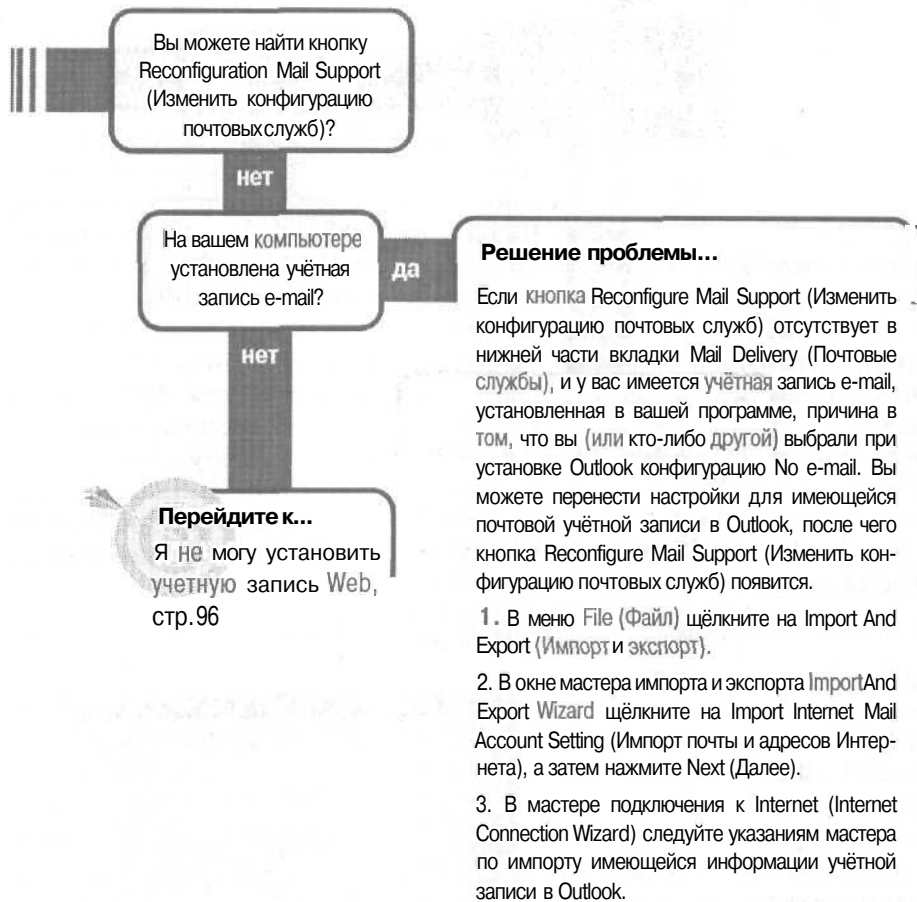 Вы можете найти кнопку
Reconfiguration Mail Support
(Изменить конфигурацию
почтовых служб)?
нет
На вашем компьютере
установлена учётная
запись e-mail?
да
нет
Перейдите к...
Я не могу установить
учетную запись Web,
стр.96
Решение проблемы...
Если кнопка Reconfigure Mail Support (Изменить
конфигурацию почтовых служб) отсутствует в
нижней части вкладки Mail Delivery (Почтовые
службы), и у вас имеется учётная запись e-mail,
установленная в вашей программе, причина в
том, что вы (или кто-либо другой) выбрали при
установке Outlook конфигурацию No e-mail. Вы
можете перенести настройки для имеющейся
почтовой учётной записи в Outlook, после чего
кнопка Reconfigure Mail Support (Изменить кон-
фигурацию почтовых служб) появится.
1. В меню File (Файл) щёлкните на Import And
Export (Импорт и экспорт).
2. В окне мастера импорта и экспорта Import And
Export Wizard щёлкните на Import Internet Mail
Account Setting (Импорт почты и адресов Интер-
нета), а затем нажмите Next (Далее).
3. В мастере подключения к Internet (Internet
Connection Wizard) следуйте указаниям мастера
по импорту имеющейся информации учётной
записи в Outlook.